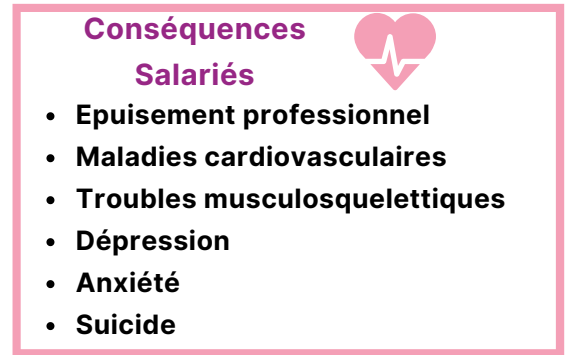 Conséquences
Salariés
• Epuisement professionnel
• Maladies cardiovasculaires
• Troubles musculosquelettiques
• Dépression
• Anxiété
• Suicide